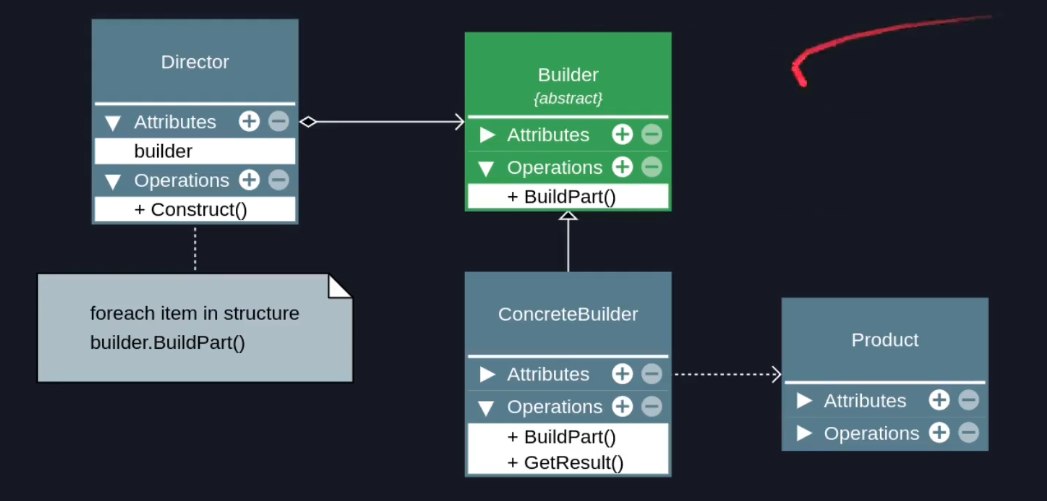 Director
Attributes
builder
Operations
+ Construct()
foreach item in structure
builder.BuildPart()
Builder
{abstract}
Attributes
Operations
+ BuildPart()
ConcreteBuilder
Attributes
Operations
+ BuildPart()
+ GetResult()
Product
Attributes
Operations